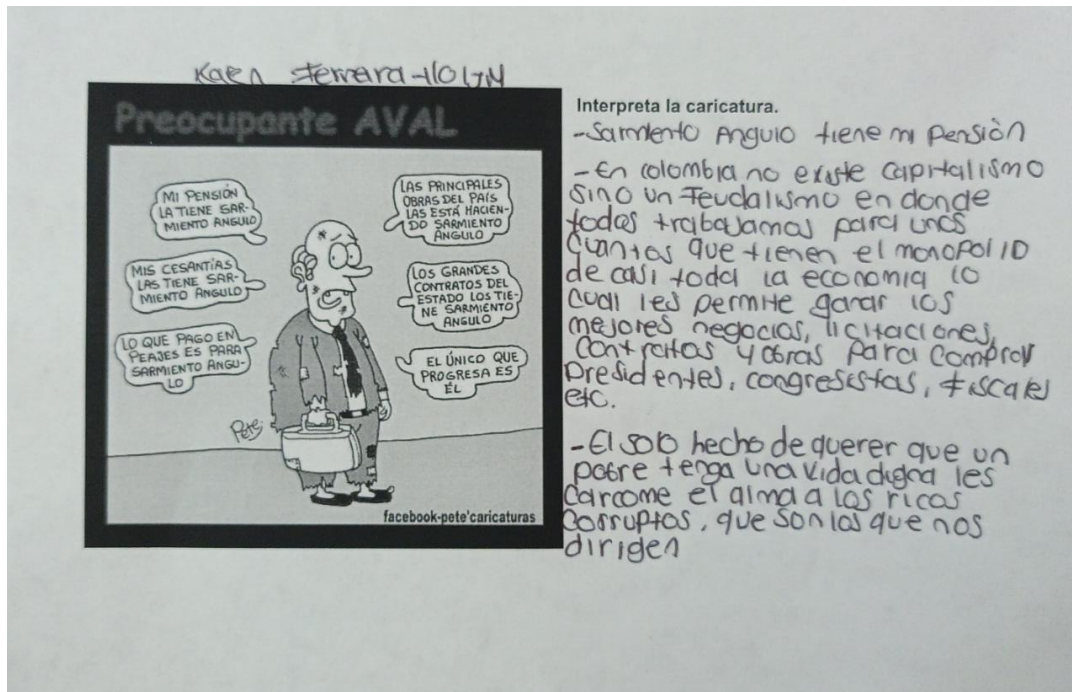 Preocupante AVAL
MI PENSIÓN
LA TIENE SAR-
MIENTO ANGULO
MIS CESANTÍAS
LAS TIENE SAR-
MIENTO ANGULO
LO QUE PAGO EN
PEAJES ES PARA
SARMIENTO ANGU-
LO
LAS PRINCIPALES
OBRAS DEL PAÍS
LAS ESTÁ HACIEN-
DO SARMIENTO
ANGULO
LOS GRANDES
CONTRATOS DEL
ESTADO LOS TIE-
NE SARMIENTO
ANGULO
EL ÚNICO QUE
PROGRESA ES
ÉL
Pete
facebook-pete'caricaturas
Interpreta la caricatura.
-Sarmiento Angulo tiene mi pensión
-En colombia no existe capitalismo
sino un Feudalismo en donde
todos trabajamos para unos
cuantos que tienen el monopolio
de casi toda la economia lo
cual les permite ganar los
mejores negocios, licitaciones,
contratos y obras para comprar
presidentes, congresistas, fiscales
etc.
-El solo hecho de querer que un
pobre tenga una vida digna les
carcome el alma a los ricos
corruptos, que son los que nos
dirigen